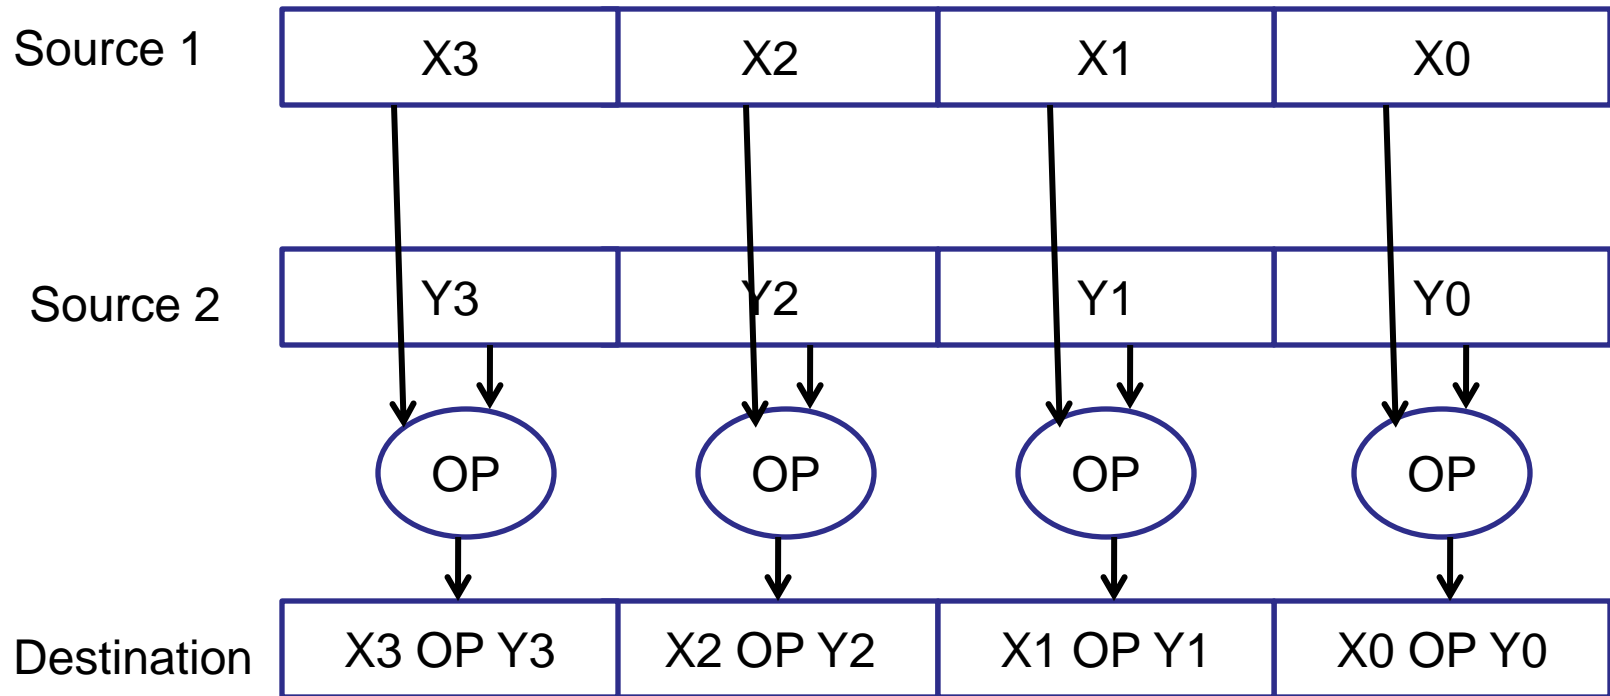 Source 1 X3 X2 X1 X0
Source 2 Y3 Y2 Y1 Y0
OP OP OP OP
Destination X3 OP Y3 X2 OP Y2 X1 OP Y1 X0 OP Y0